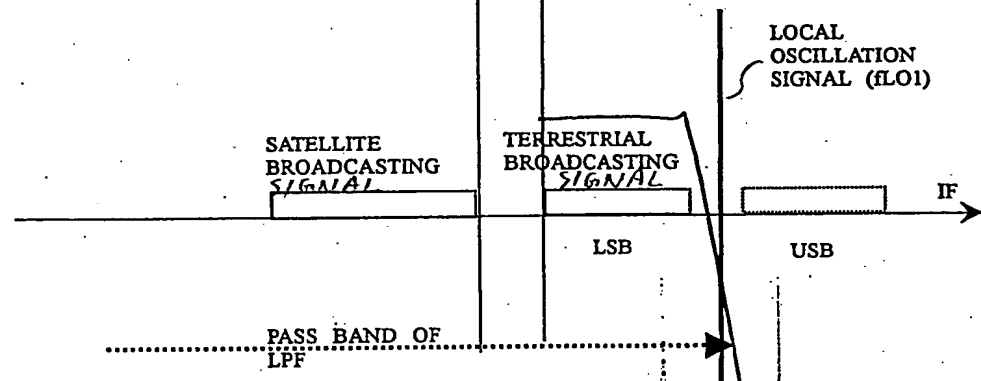 LOCAL
OSCILLATION
SIGNAL (fLO1)
SATELLITE
BROADCASTING
SIGNAL
TERRESTRIAL
BROADCASTING
SIGNAL
IF
LSB
USB
PASS BAND OF
LPF